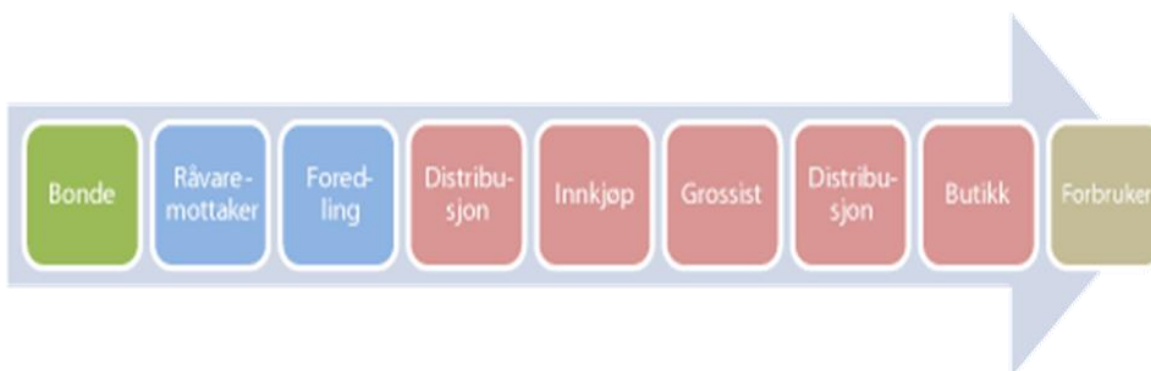 Bonde
Råvare-
mottaker
Fored-
ling
Distribu-
sjon
Innkjøp
Grossist
Distribu-
sjon
Butikk
Forbruker